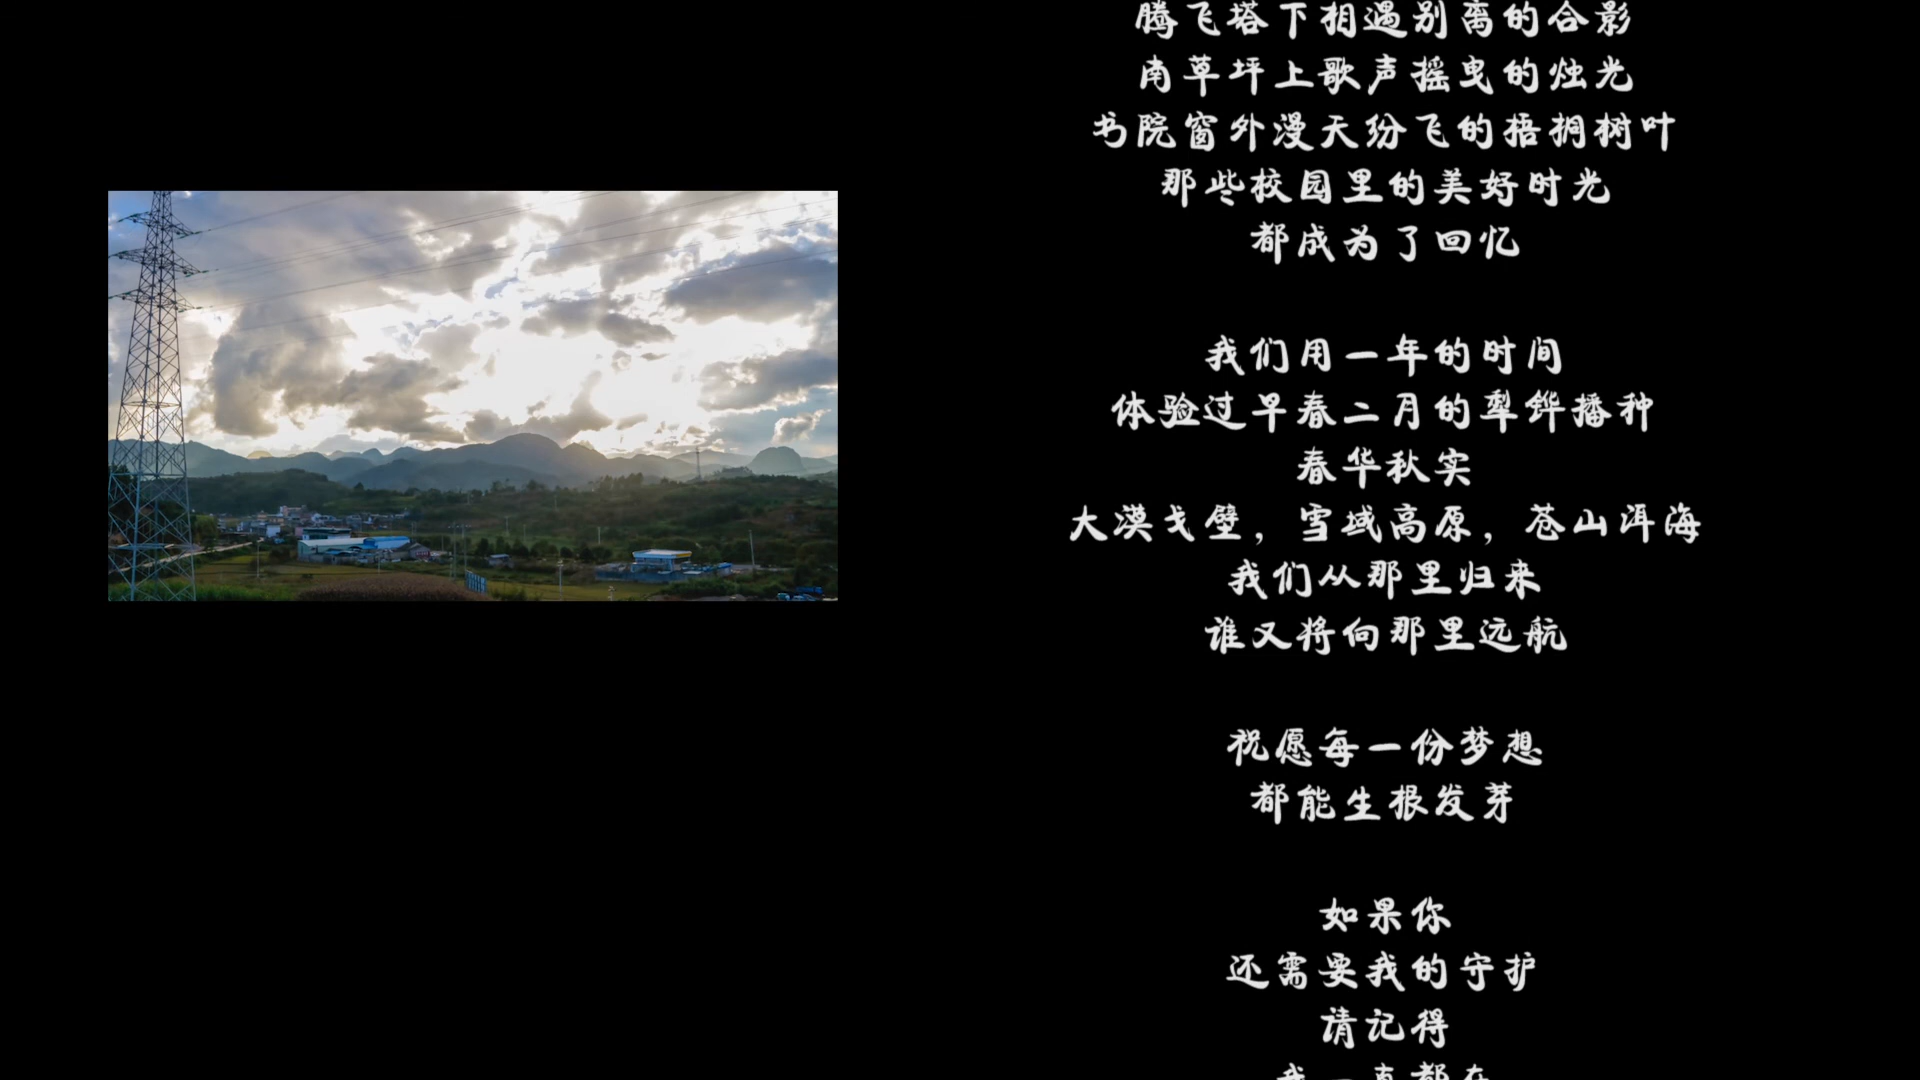 腾飞塔下相遇别离的合影
南草坪上歌声摇曳的烛光
书院窗外漫天纷飞的梧桐树叶
那些校园里的美好时光
都成为了回忆
我们用一年的时间
体验过早春二月的犁铧播种
春华秋实
大漠戈壁，雪域高原，苍山洱海
我们从那里归来
谁又将向那里远航
祝愿每一份梦想
都能生根发芽
如果你
还需要我的守护
请记得
我一直都在